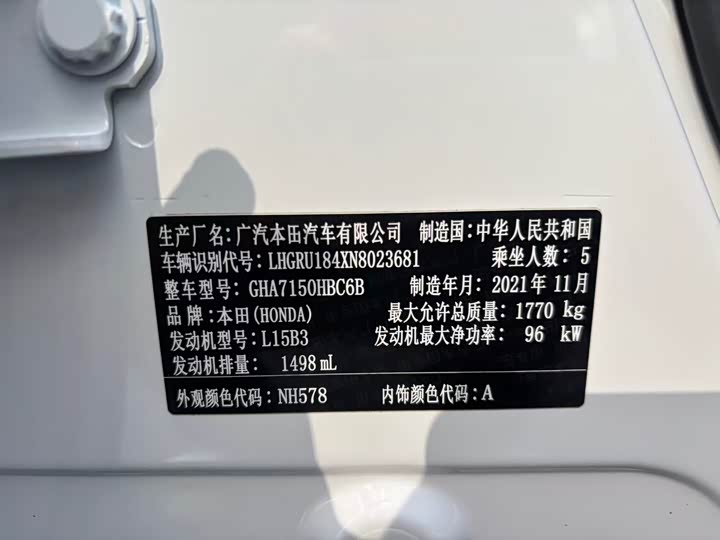 生产厂名:广汽本田汽车有限公司 制造国:中华人民共和国
车辆识别代号:LHGRU184XN8023681 乘坐人数:5
整车型号:GHA7150HBC6B 制造年月:2021年11月
品牌:本田(HONDA) 最大允许总质量:1770 kg
发动机型号:L15B3 发动机最大净功率:96 kW
发动机排量:1498 mL
外观颜色代码:NH578 内饰颜色代码:A